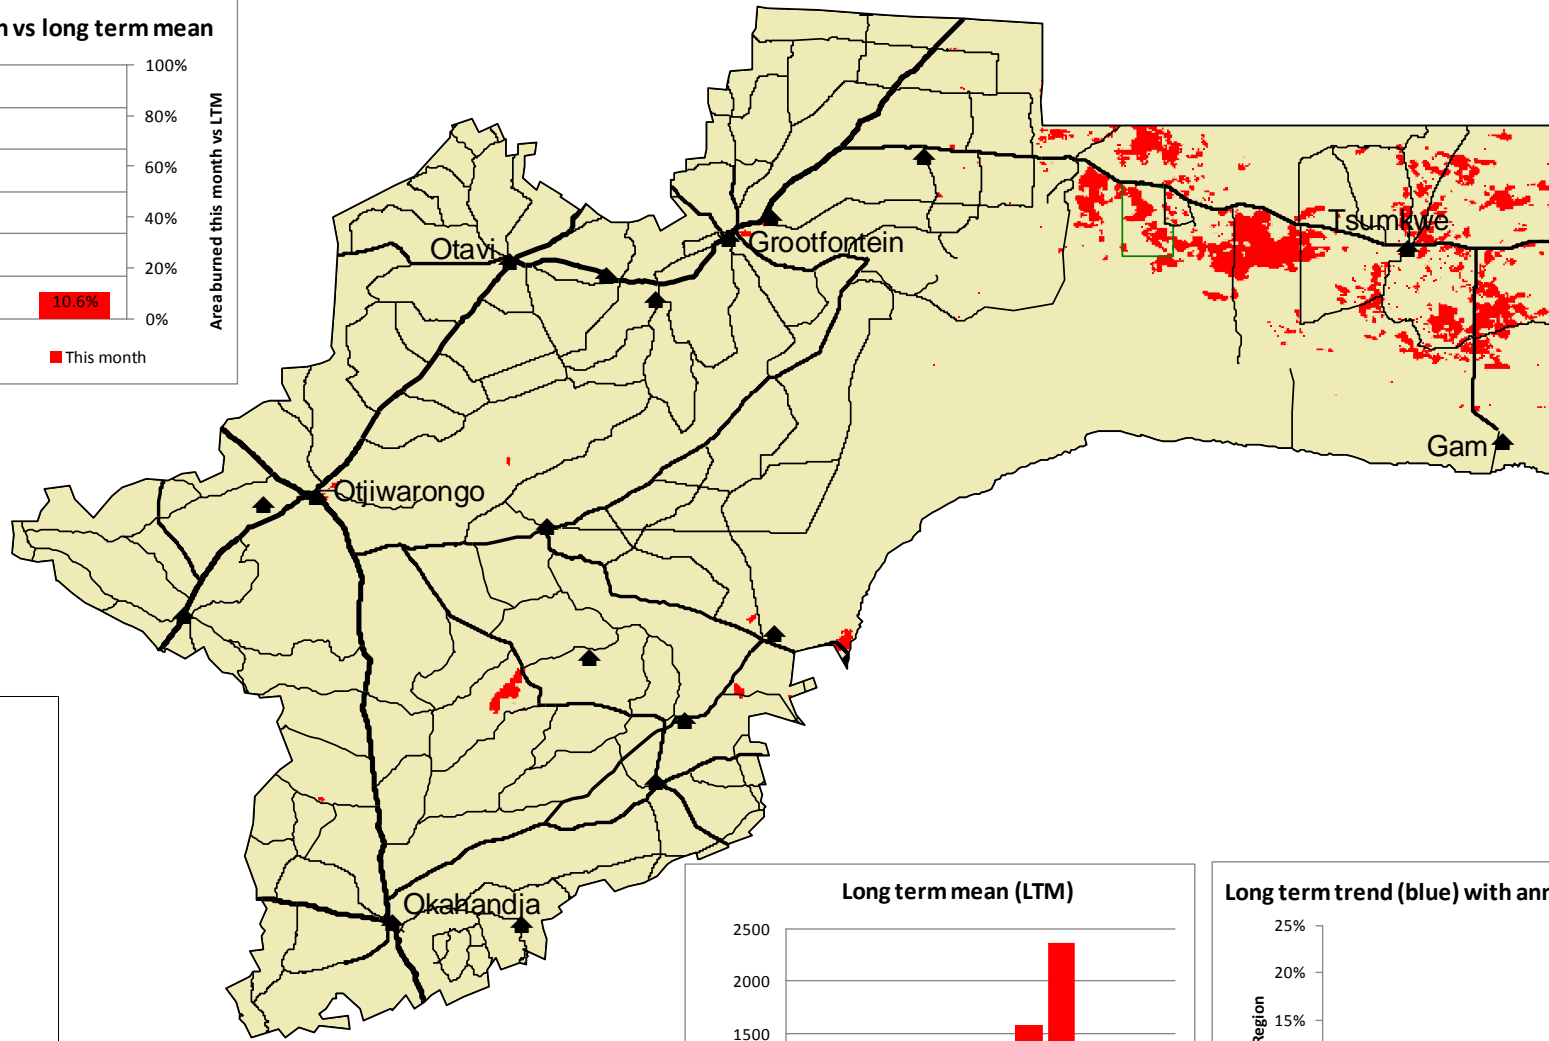 vs long term mean
100%
80%
60%
40%
20%
0%
Area burned this month vs LTM
10.6%
This month
Otavi
Grootfontein
Tsumkwe
Gam
Otjiwarongo
Okahandja
Long term mean (LTM)
2500
2000
1500
Long term trend (blue) with
25%
20%
15%
Region